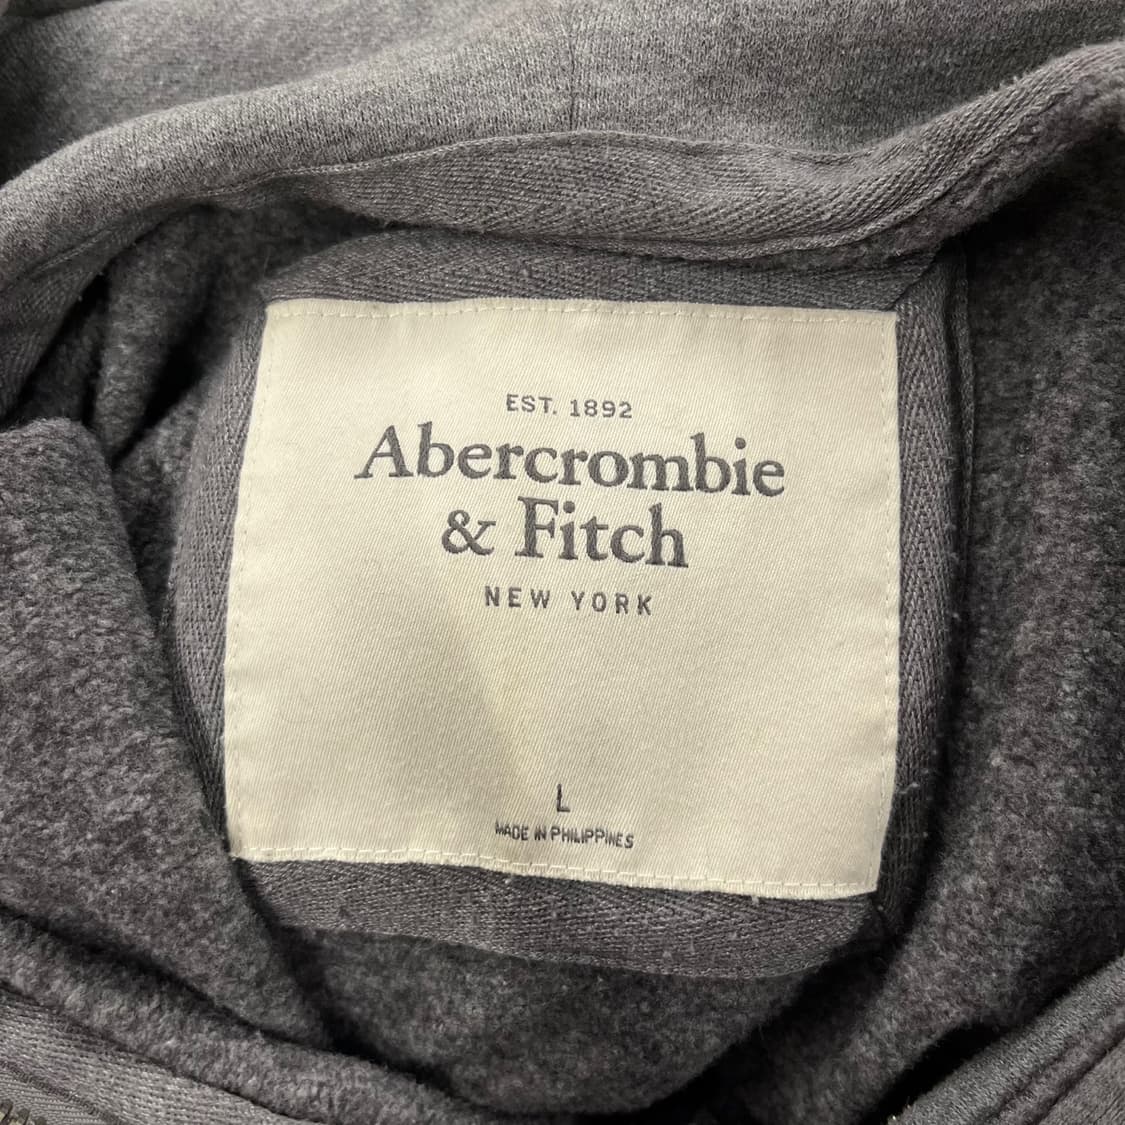 EST. 1892
Abercrombie
& Fitch
NEW YORK
L
MADE IN PHILIPPINES